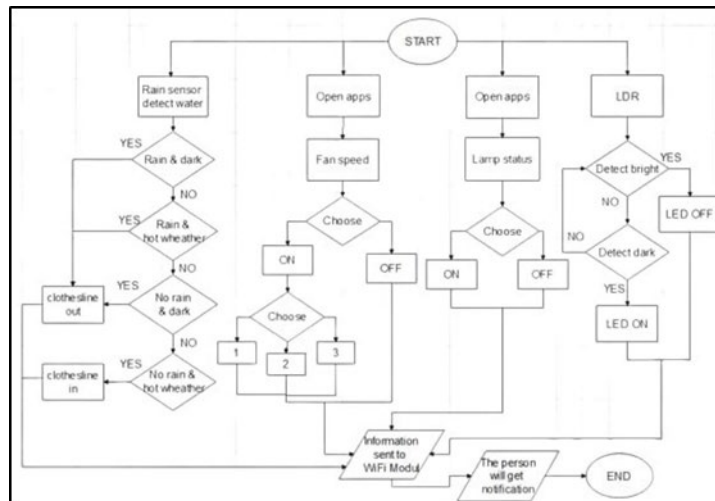 START
Rain sensor
detect water
Open apps
Open apps
LDR
YES
Rain & dark
NO
Fan speed
Lamp status
Detect bright
YES
LED OFF
NO
YES
Rain &
hot wheather
NO
Choose
Choose
NO
Detect dark
ON
OFF
ON
OFF
YES
clothesline
out
YES
No rain
& dark
NO
Choose
LED ON
1
2
3
YES
clothesline
in
No rain &
hot wheather
Information
sent to
WiFi Modul
The person
will get
notification
END